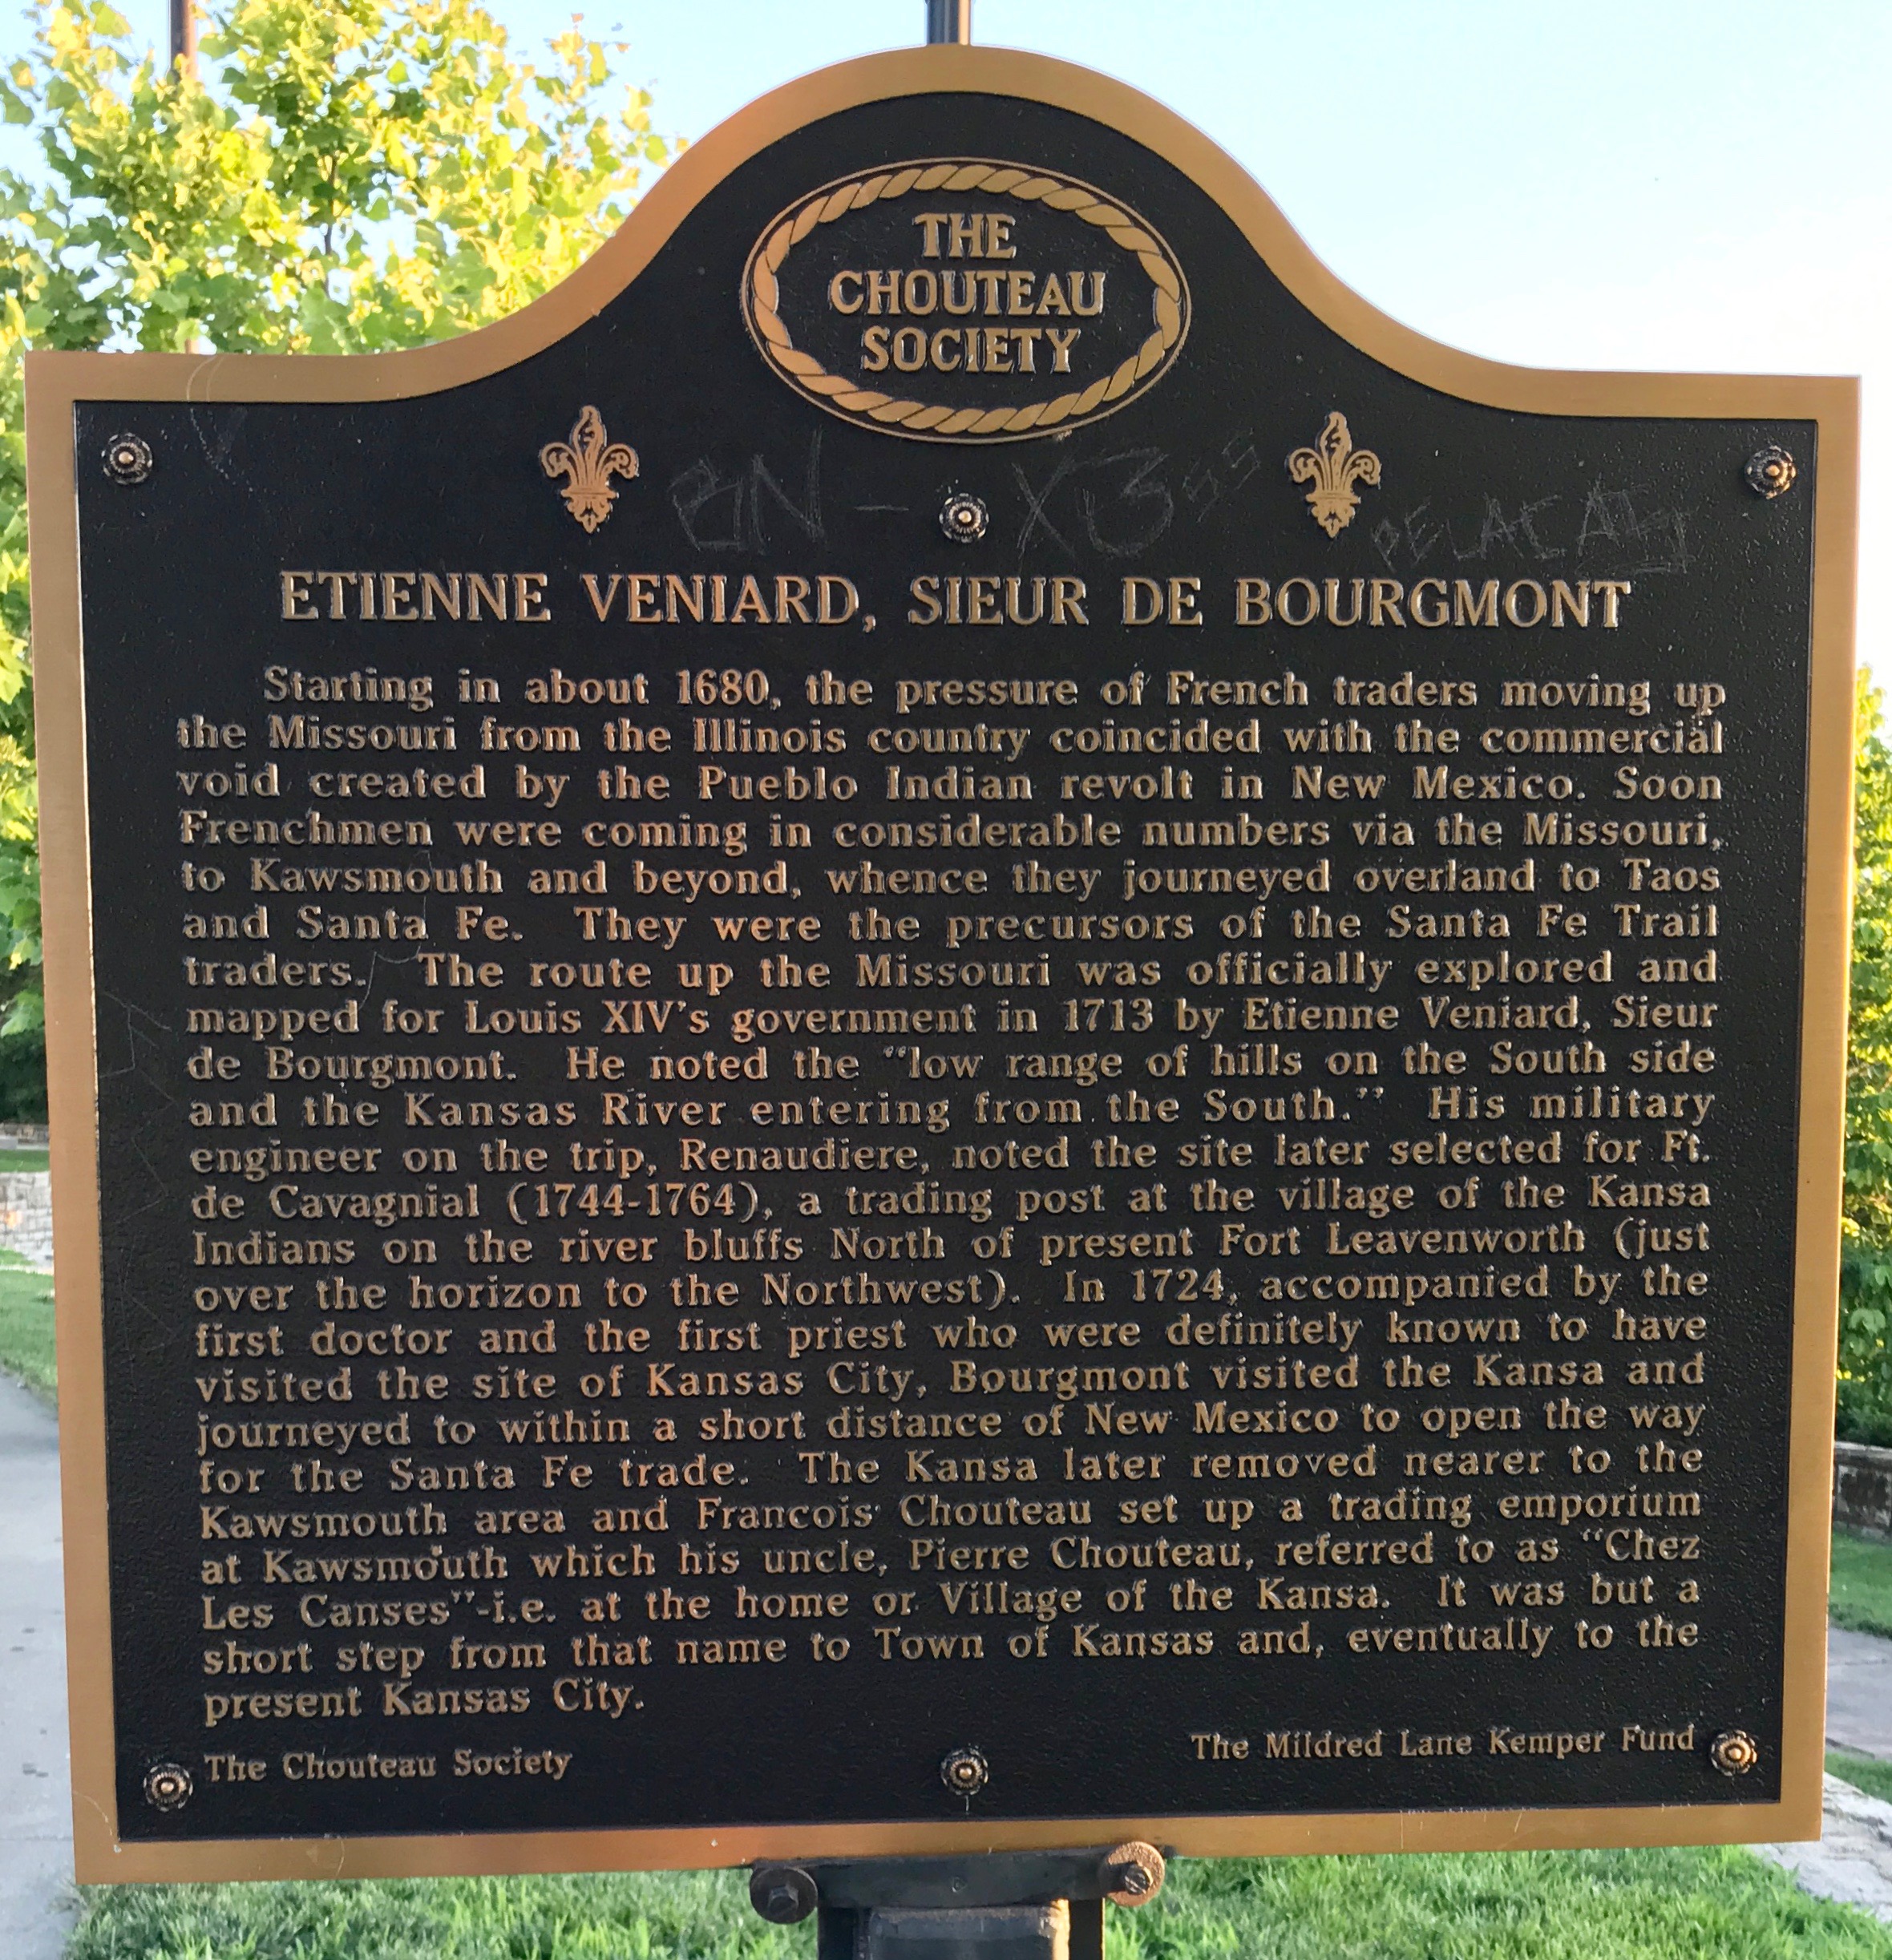 THE
CHOUTEAU
SOCIETY
ETIENNE VENIARD, SIEUR DE BOURGMONT
Starting in about 1680, the pressure of French traders moving up
the Missouri from the Illinois country coincided with the commercial
void created by the Pueblo Indian revolt in New Mexico. Soon
Frenchmen were coming in considerable numbers via the Missouri,
to Kawsmouth and beyond, whence they journeyed overland to Taos
and Santa Fe. They were the precursors of the Santa Fe Trail
traders. The route up the Missouri was officially explored and
mapped for Louis XIV's government in 1713 by Etienne Veniard, Sieur
de Bourgmont. He noted the "low range of hills on the South side
and the Kansas River entering from the South." His military
engineer on the trip, Renaudiere, noted the site later selected for Ft.
de Cavagnial (1744-1764), a trading post at the village of the Kansa
Indians on the river bluffs North of present Fort Leavenworth (just
over the horizon to the Northwest). In 1724, accompanied by the
first doctor and the first priest who were definitely known to have
visited the site of Kansas City, Bourgmont visited the Kansa and
journeyed to within a short distance of New Mexico to open the way
for the Santa Fe trade. The Kansa later removed nearer to the
Kawsmouth area and Francois Chouteau set up a trading emporium
at Kawsmouth which his uncle, Pierre Chouteau, referred to as "Chez
Les Canses"-i.e. at the home or Village of the Kansa. It was but a
short step from that name to Town of Kansas and, eventually to the
present Kansas City.
The Chouteau Society
The Mildred Lane Kemper Fund